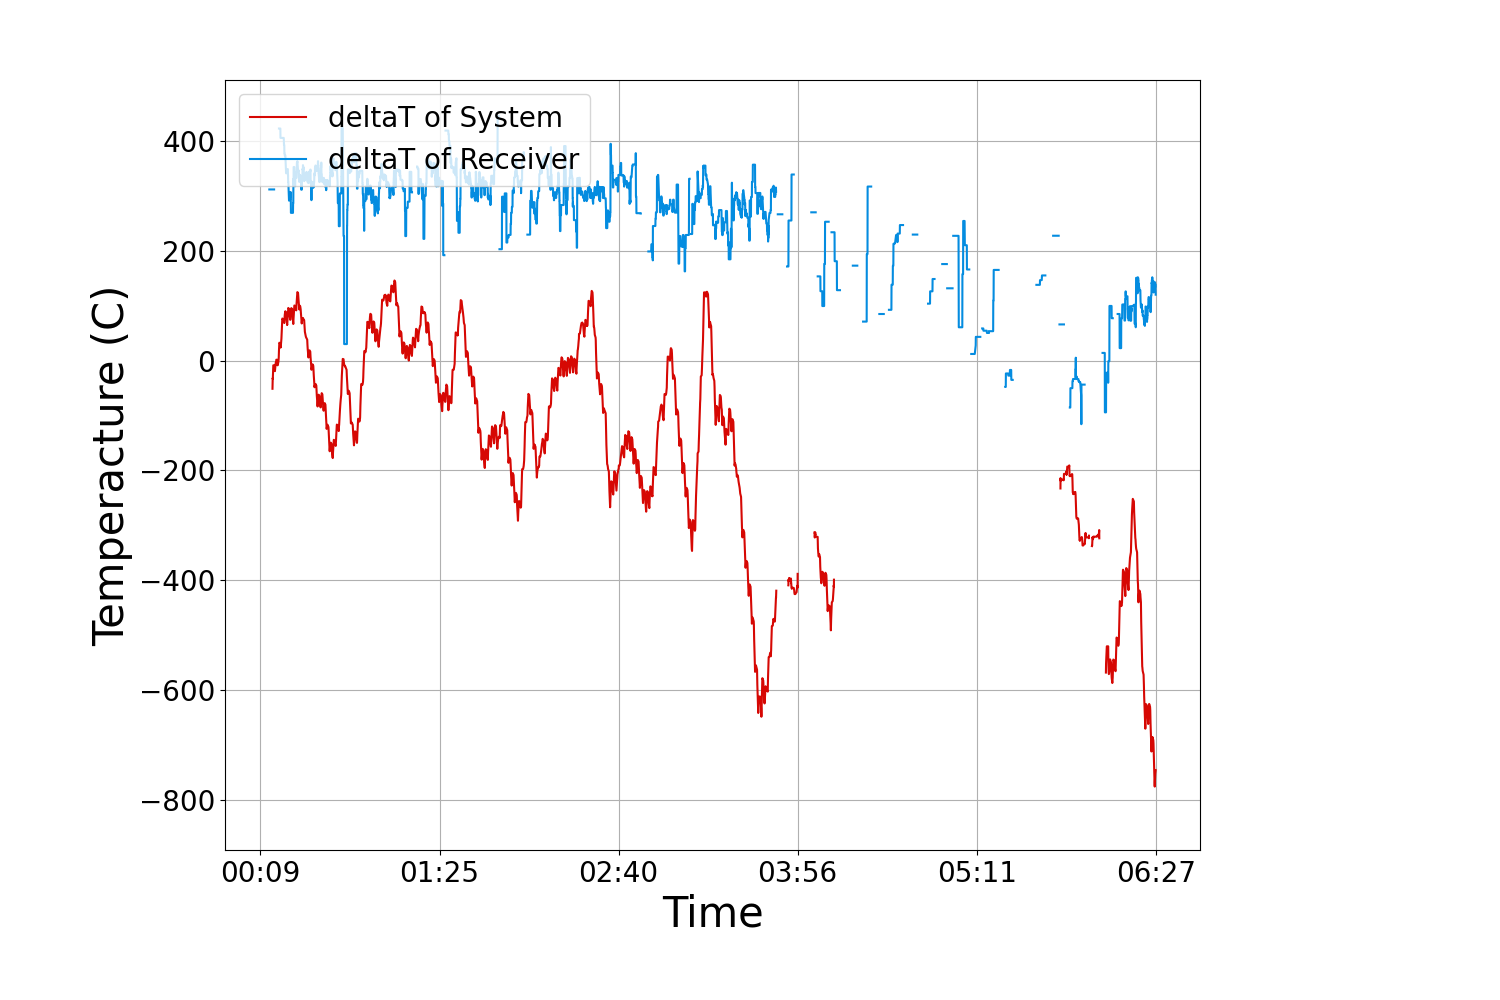 deltaT of System
deltaT of Receiver
400
200
0
−200
−400
−600
−800
Temperacture (C)
00:09 01:25 02:40 03:56 05:11 06:27
Time